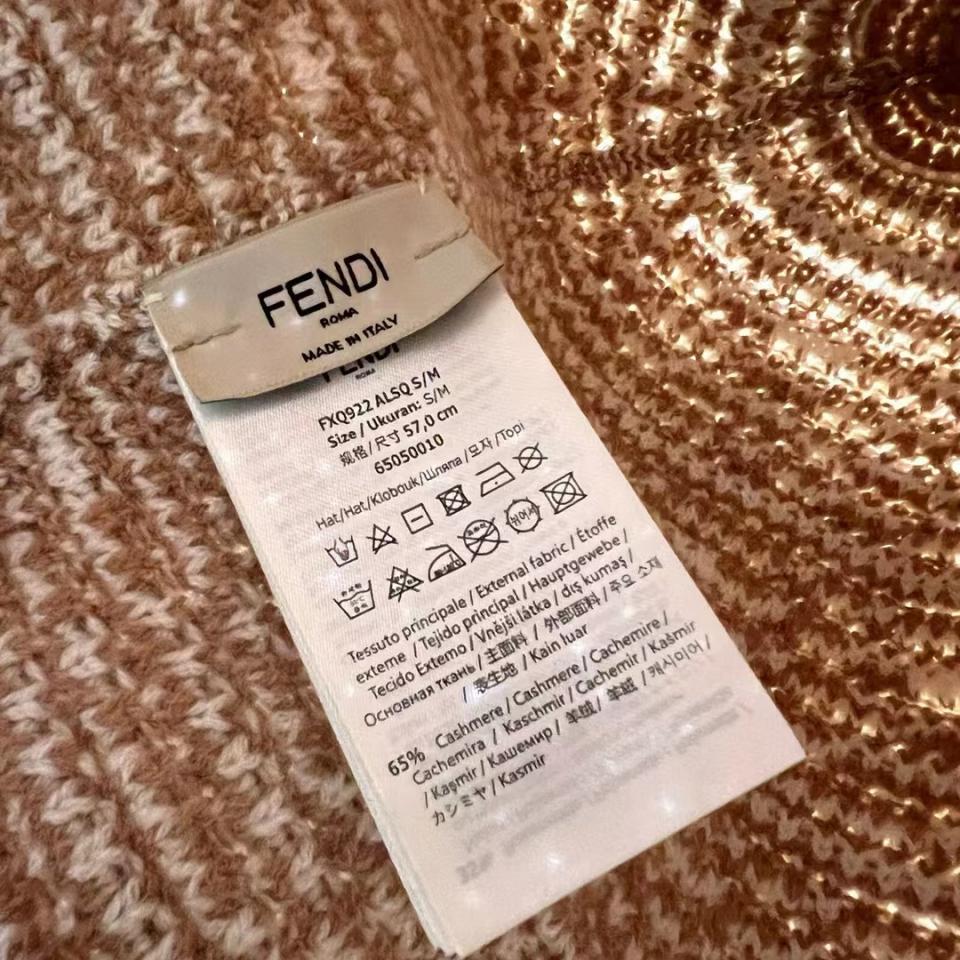 FENDI
ROMA
MADE IN ITALY
FENDI
ROMA
FXQ922 ALSQ S/M
Size / Ukuran: S/M
规格/尺寸 57,0 cm
65050010
Hat/Hat/Klobouk/Шляпа/모자/Topi
Tessuto principale / External fabric / Étoffe
externe / Tejido principal / Hauptgewebe /
Tecido Externo / Vnější látka / dış kumaş /
Основная ткань / 主面料 / 外部面料 / 주요 소재
/ 表生地 / Kain luar
65% Cashmere / Cashmere / Cachemire /
Cachemira / Kaschmir / Cachemir / Kašmír
/ Kaşmir / Кашемир / 羊绒 / 羊絨 / 캐시미어 /
カシミヤ / Kasmir